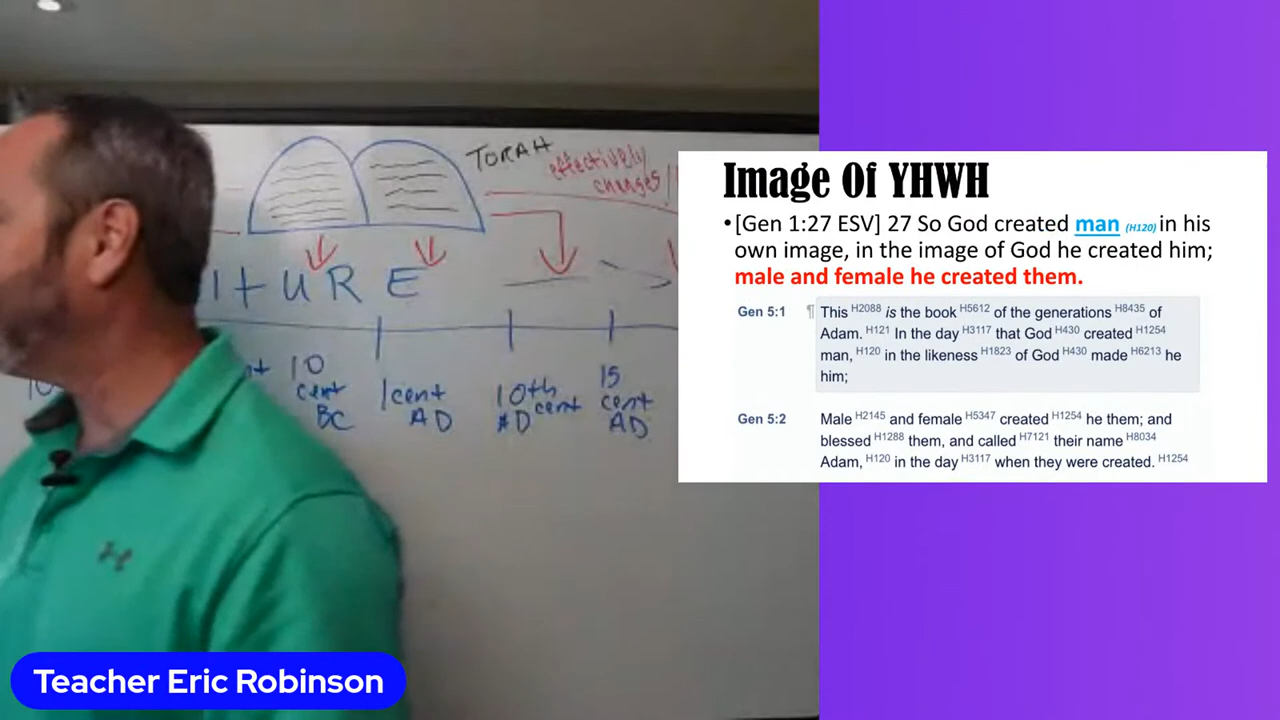 TORAH
effectively
changes/
ltuRE
10
cent
BC
1cent
AD
10th
cent
AD
15
cent
AD
Image Of YHWH
•[Gen 1:27 ESV] 27 So God created man (H120) in his
own image, in the image of God he created him;
male and female he created them.
Gen 5:1 ¶ This H2088 is the book H5612 of the generations H8435 of
Adam. H121 In the day H3117 that God H430 created H1254
man, H120 in the likeness H1823 of God H430 made H6213 he
him;
Gen 5:2 Male H2145 and female H5347 created H1254 he them; and
blessed H1288 them, and called H7121 their name H8034
Adam, H120 in the day H3117 when they were created. H1254
Teacher Eric Robinson